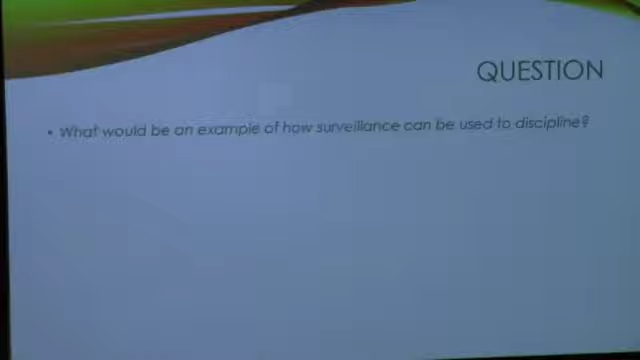 QUESTION
• What would be an example of how surveillance can be used to discipline?